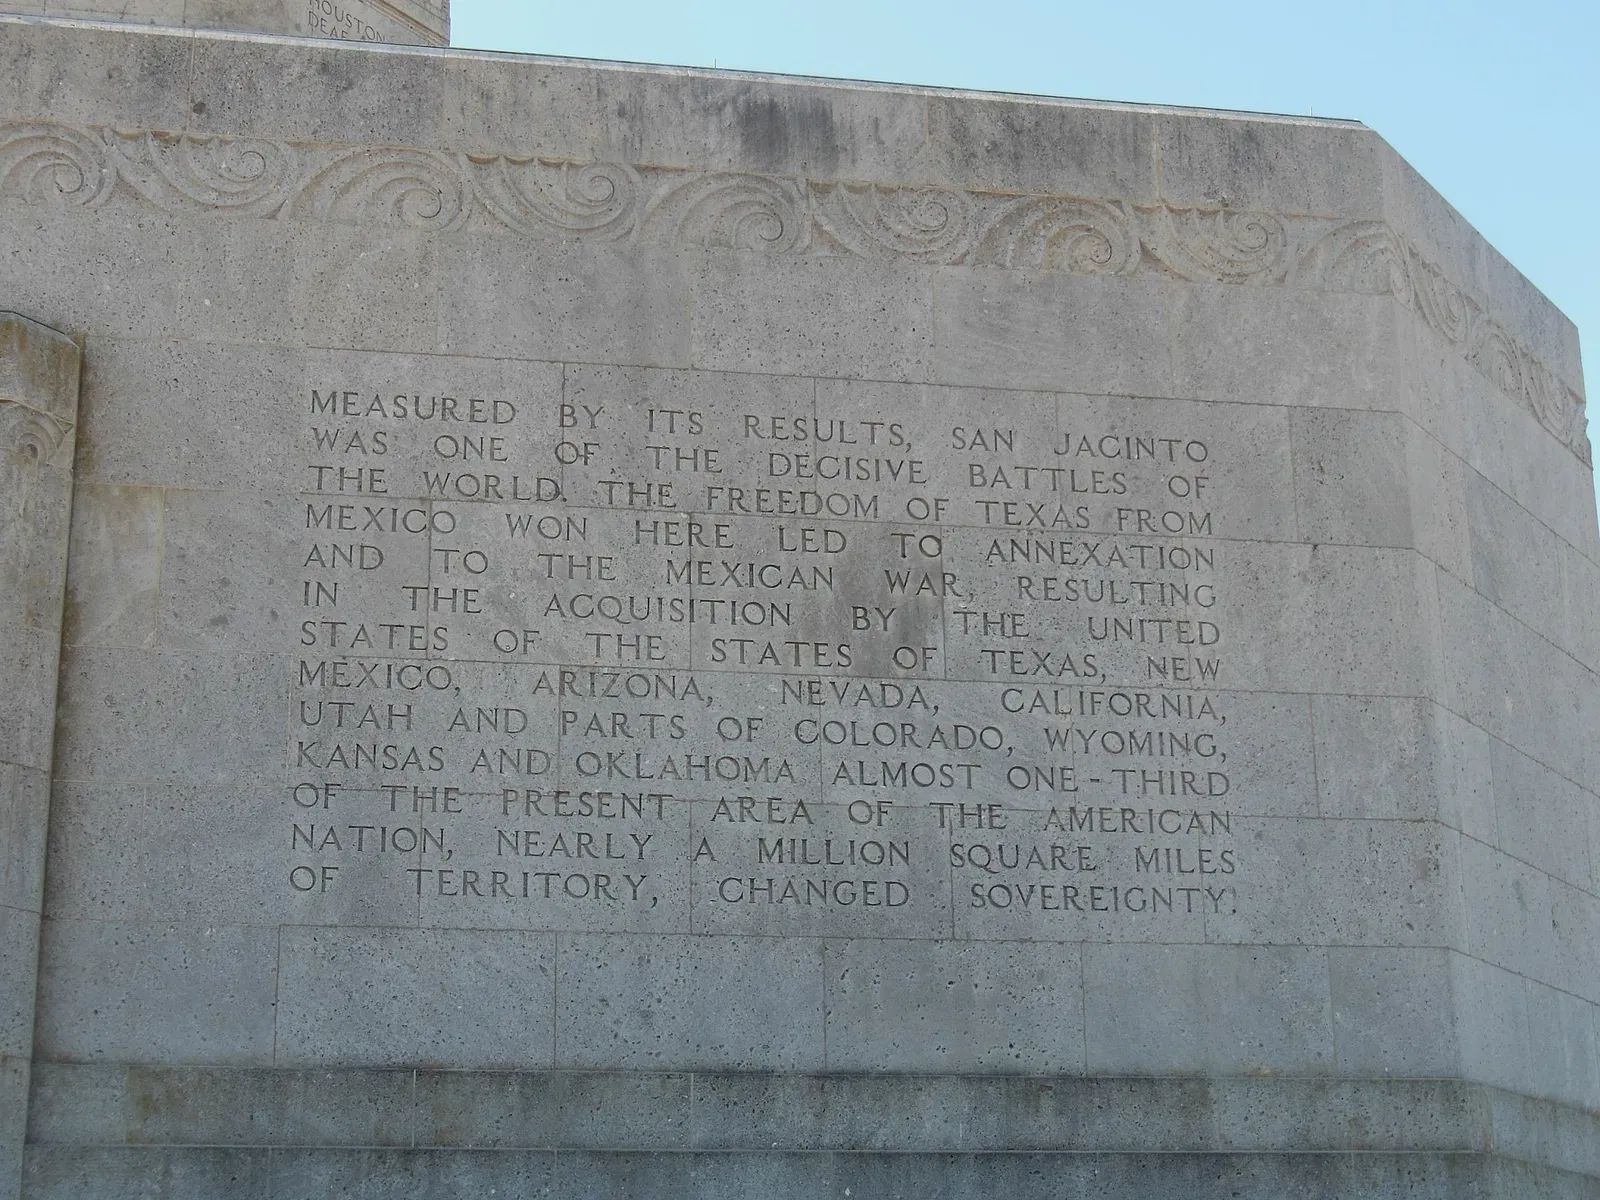 HOUSTON
DEAF
MEASURED BY ITS RESULTS, SAN JACINTO
WAS ONE OF THE DECISIVE BATTLES OF
THE WORLD. THE FREEDOM OF TEXAS FROM
MEXICO WON HERE LED TO ANNEXATION
AND TO THE MEXICAN WAR, RESULTING
IN THE ACQUISITION BY THE UNITED
STATES OF THE STATES OF TEXAS, NEW
MEXICO, ARIZONA, NEVADA, CALIFORNIA,
UTAH AND PARTS OF COLORADO, WYOMING,
KANSAS AND OKLAHOMA ALMOST ONE-THIRD
OF THE PRESENT AREA OF THE AMERICAN
NATION, NEARLY A MILLION SQUARE MILES
OF TERRITORY, CHANGED SOVEREIGNTY.